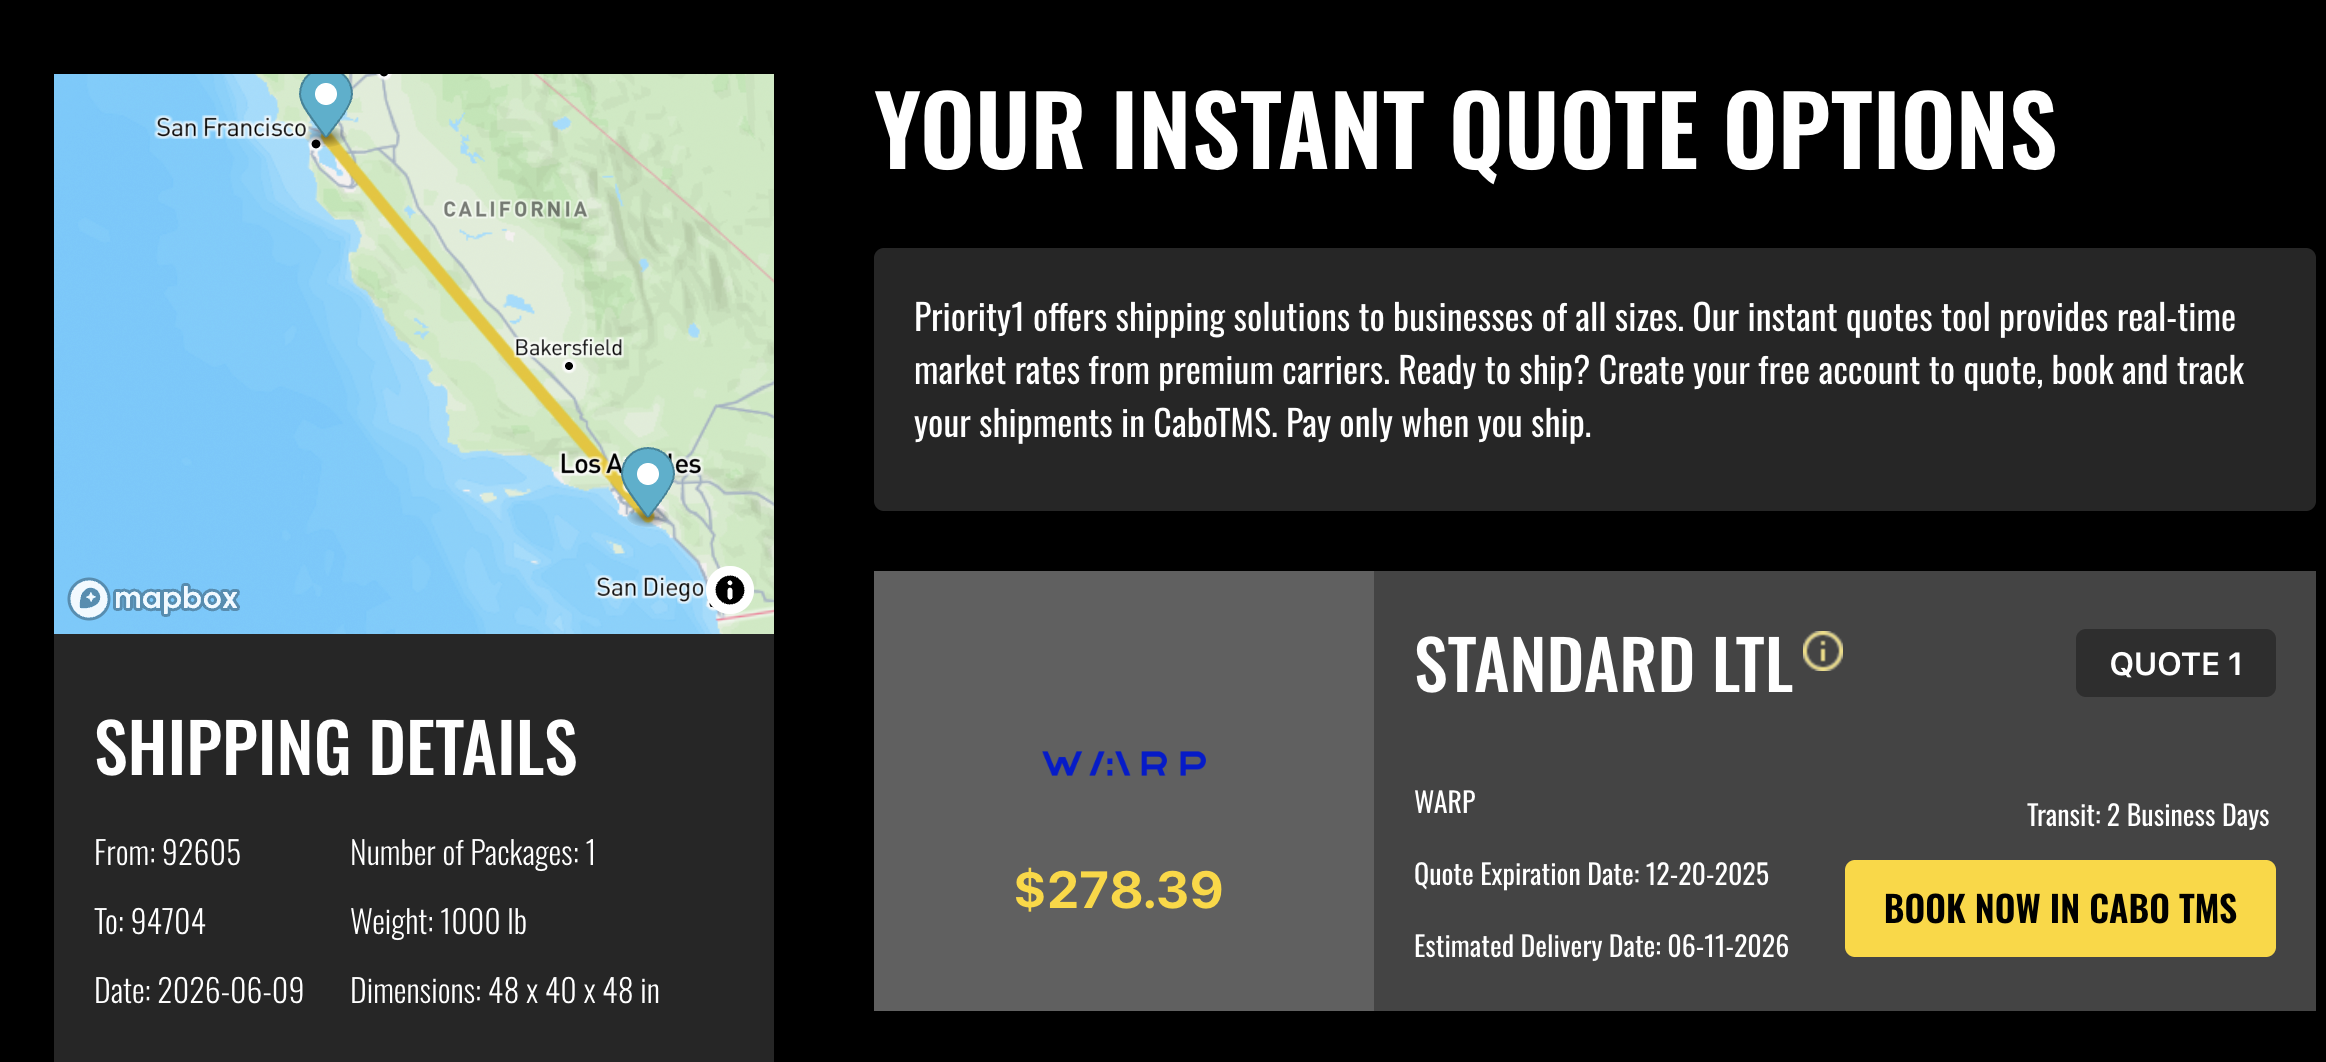 San Francisco
CALIFORNIA
Bakersfield
San Diego
mapbox
SHIPPING DETAILS
From: 92605
Number of Packages: 1
To: 94704
Weight: 1000 lb
Date: 2026-06-09
Dimensions: 48 x 40 x 48 in
YOUR INSTANT QUOTE OPTIONS
Priority1 offers shipping solutions to businesses of all sizes. Our instant quotes tool provides real-time
market rates from premium carriers. Ready to ship? Create your free account to quote, book and track
your shipments in CaboTMS. Pay only when you ship.
WARP
$278.39
STANDARD LTL
QUOTE 1
WARP
Transit: 2 Business Days
Quote Expiration Date: 12-20-2025
BOOK NOW IN CABO TMS
Estimated Delivery Date: 06-11-2026